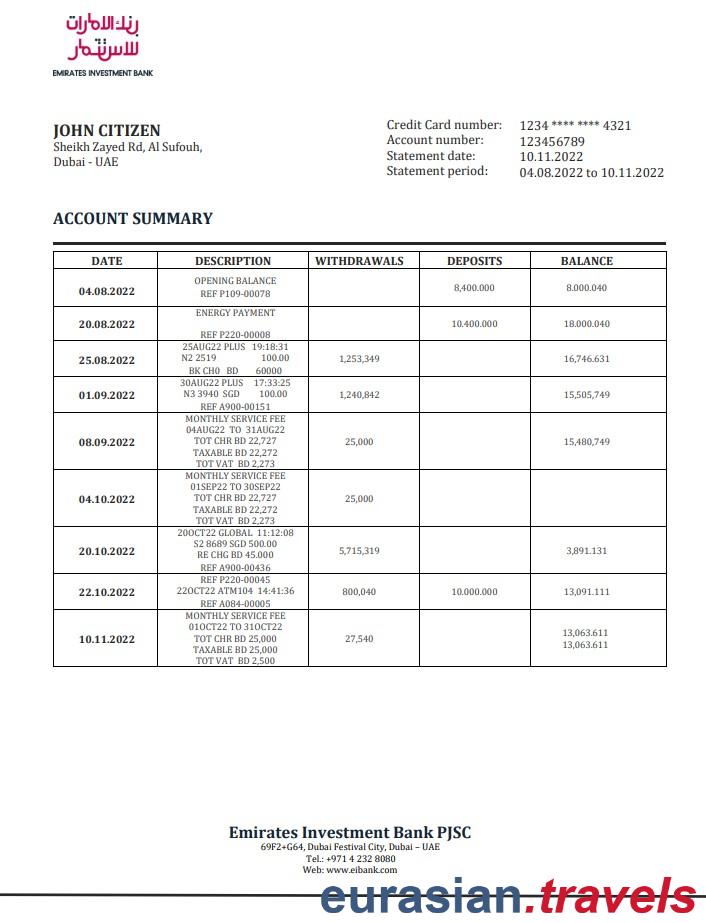 بنك الإمارات
للاستثمار
EMIRATES INVESTMENT BANK
JOHN CITIZEN
Sheikh Zayed Rd, Al Sufouh,
Dubai - UAE
Credit Card number: 1234 **** **** 4321
Account number: 123456789
Statement date: 10.11.2022
Statement period: 04.08.2022 to 10.11.2022
ACCOUNT SUMMARY
DATE DESCRIPTION WITHDRAWALS DEPOSITS BALANCE
OPENING BALANCE
04.08.2022 REF P109-00078 8,400.000 8.000.040
ENERGY PAYMENT
20.08.2022 10.400.000 18.000.040
REF P220-00008
25AUG22 PLUS 19:18:31
25.08.2022 N2 2519 100.00 1,253,349 16,746.631
BK CH0 BD 60000
30AUG22 PLUS 17:33:25
01.09.2022 N3 3940 SGD 100.00 1,240,842 15,505,749
REF A900-00151
MONTHLY SERVICE FEE
04AUG22 TO 31AUG22
08.09.2022 TOT CHR BD 22,727 25,000 15,480,749
TAXABLE BD 22,272
TOT VAT BD 2,273
MONTHLY SERVICE FEE
01SEP22 TO 30SEP22
04.10.2022 TOT CHR BD 22,727 25,000
TAXABLE BD 22,272
TOT VAT BD 2,273
20OCT22 GLOBAL 11:12:08
20.10.2022 S2 8689 SGD 500.00 5,715,319 3,891.131
RE CHG BD 45.000
REF A900-00436
REF P220-00045
22.10.2022 22OCT22 ATM104 14:41:36 800,040 10.000.000 13,091.111
REF A084-00005
MONTHLY SERVICE FEE
01OCT22 TO 31OCT22 13,063.611
10.11.2022 TOT CHR BD 25,000 27,540 13,063.611
TAXABLE BD 25,000
TOT VAT BD 2,500
Emirates Investment Bank PJSC
69F2+G64, Dubai Festival City, Dubai – UAE
Tel.: +971 4 232 8080
Web: www.eibank.com
eurasian.travels